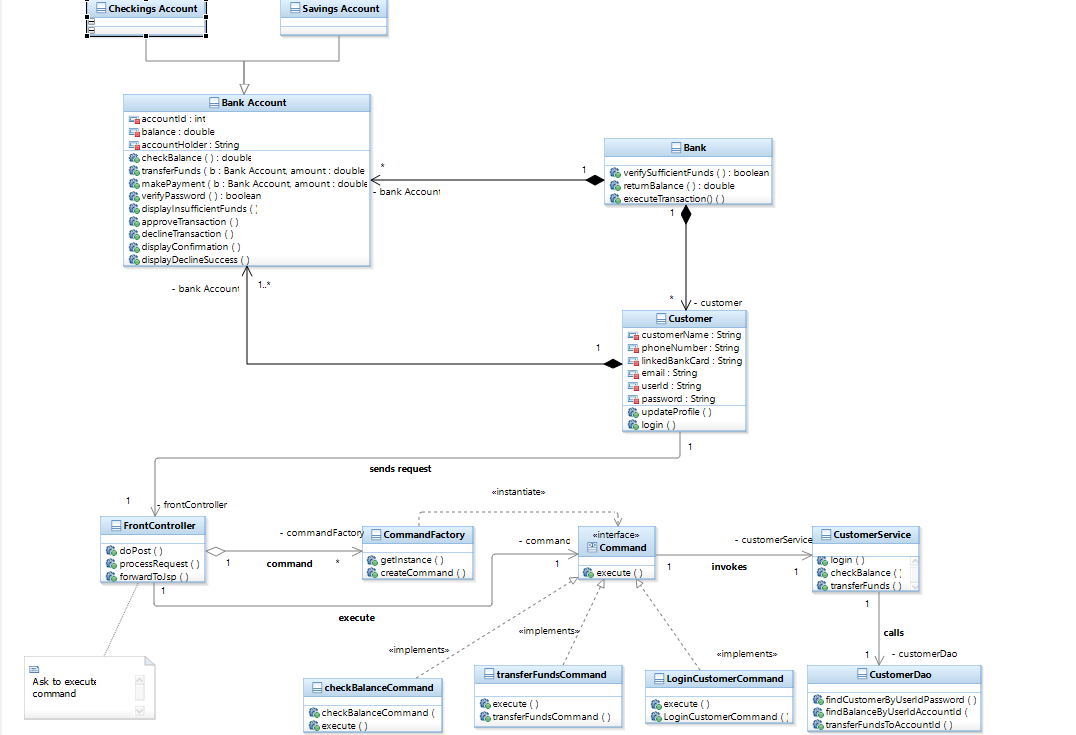 Checkings Account
Savings Account
Bank Account
accountId : int
balance : double
accountHolder : String
checkBalance ( ) : double
transferFunds ( b : Bank Account, amount : double
makePayment ( b : Bank Account, amount : double
verifyPassword ( ) : boolean
displayInsufficientFunds ( )
approveTransaction ( )
declineTransaction ( )
displayConfirmation ( )
displayDeclineSuccess ( )
*
- bank Account
1
Bank
verifySufficientFunds ( ) : boolean
returnBalance ( ) : double
executeTransaction() ( )
1
*
- customer
- bank Account
1..*
1
Customer
customerName : String
phoneNumber : String
linkedBankCard : String
email : String
userId : String
password : String
updateProfile ( )
login ( )
1
sends request
1
- frontController
FrontController
doPost ( )
processRequest ( )
forwardToJsp ( )
1
command
- commandFactory
*
1
execute
CommandFactory
getInstance ( )
createCommand ( )
«instantiate»
- command
1
«interface»
Command
execute ( )
1
invokes
- customerService
1
CustomerService
login ( )
checkBalance ( )
transferFunds ( )
1
calls
1
- customerDao
Ask to execute
command
«implements»
«implements»
«implements»
checkBalanceCommand
checkBalanceCommand (
execute ( )
transferFundsCommand
execute ( )
transferFundsCommand ( )
LoginCustomerCommand
execute ( )
LoginCustomerCommand ( )
CustomerDao
findCustomerByUserIdPassword ( )
findBalanceByUserIdAccountId (
transferFundsToAccountId ( )